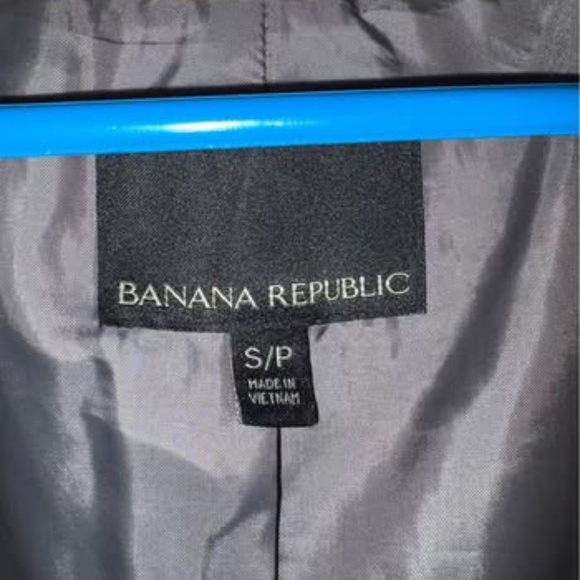 BANANA REPUBLIC
S/P
MADE IN
VIETNAM